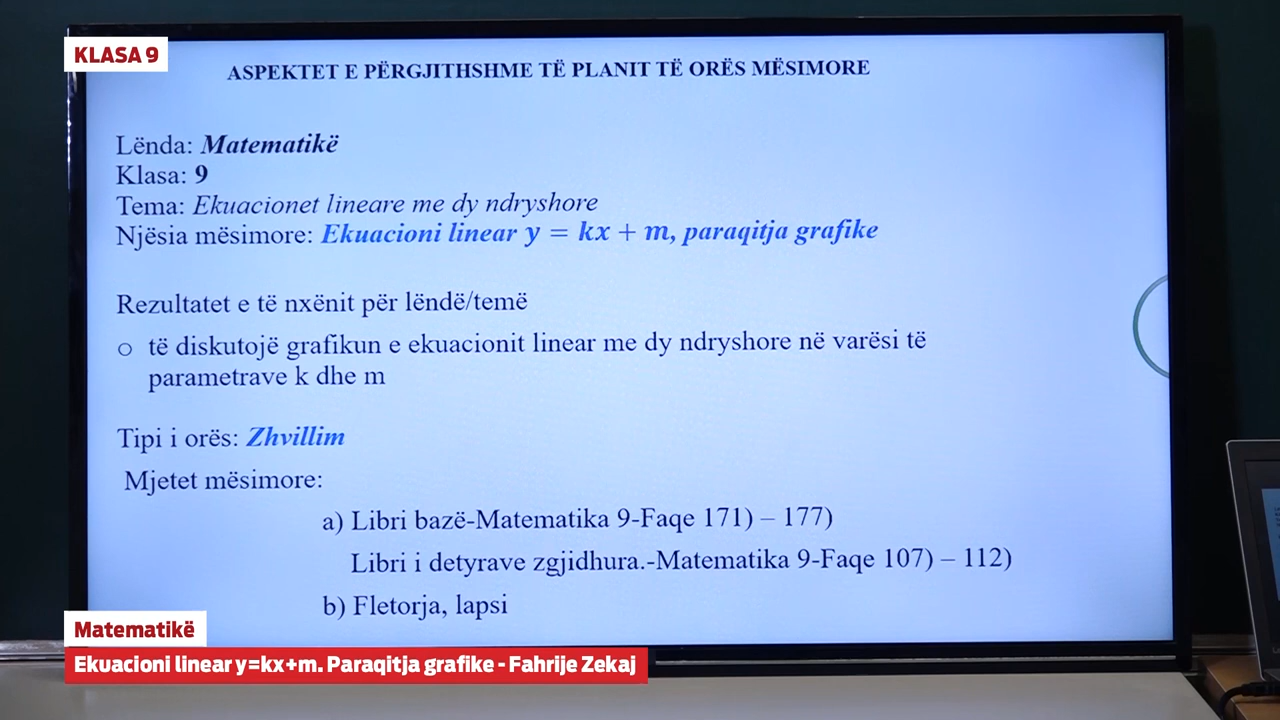 KLASA 9
ASPEKTET E PËRGJITHSHME TË PLANIT TË ORËS MËSIMORE
Lënda: Matematikë
Klasa: 9
Tema: Ekuacionet lineare me dy ndryshore
Njësia mësimore: Ekuacioni linear y = kx + m, paraqitja grafike
Rezultatet e të nxënit për lëndë/temë
o të diskutojë grafikun e ekuacionit linear me dy ndryshore në varësi të
parametrave k dhe m
Tipi i orës: Zhvillim
Mjetet mësimore:
a) Libri bazë-Matematika 9-Faqe 171) – 177)
Libri i detyrave zgjidhura.-Matematika 9-Faqe 107) – 112)
b) Fletorja, lapsi
Matematikë
Ekuacioni linear y=kx+m. Paraqitja grafike - Fahrije Zekaj